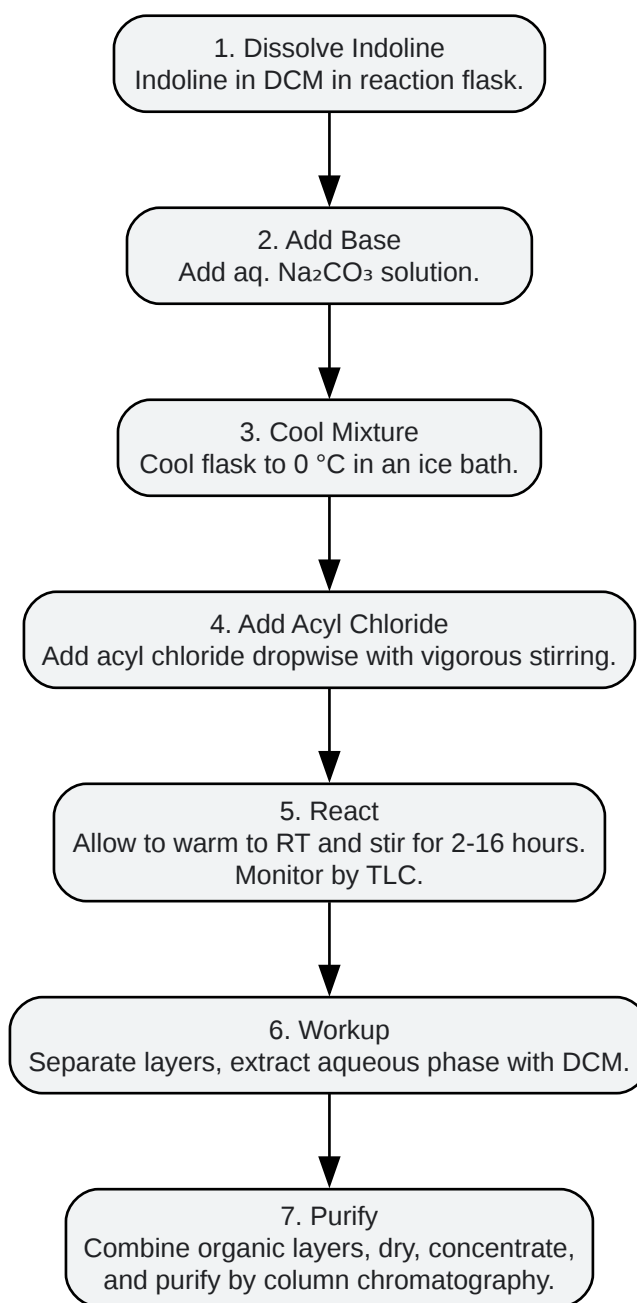 1. Dissolve Indoline
Indoline in DCM in reaction flask.
2. Add Base
Add aq. Na₂CO₃ solution.
3. Cool Mixture
Cool flask to 0 °C in an ice bath.
4. Add Acyl Chloride
Add acyl chloride dropwise with vigorous stirring.
5. React
Allow to warm to RT and stir for 2-16 hours.
Monitor by TLC.
6. Workup
Separate layers, extract aqueous phase with DCM.
7. Purify
Combine organic layers, dry, concentrate,
and purify by column chromatography.